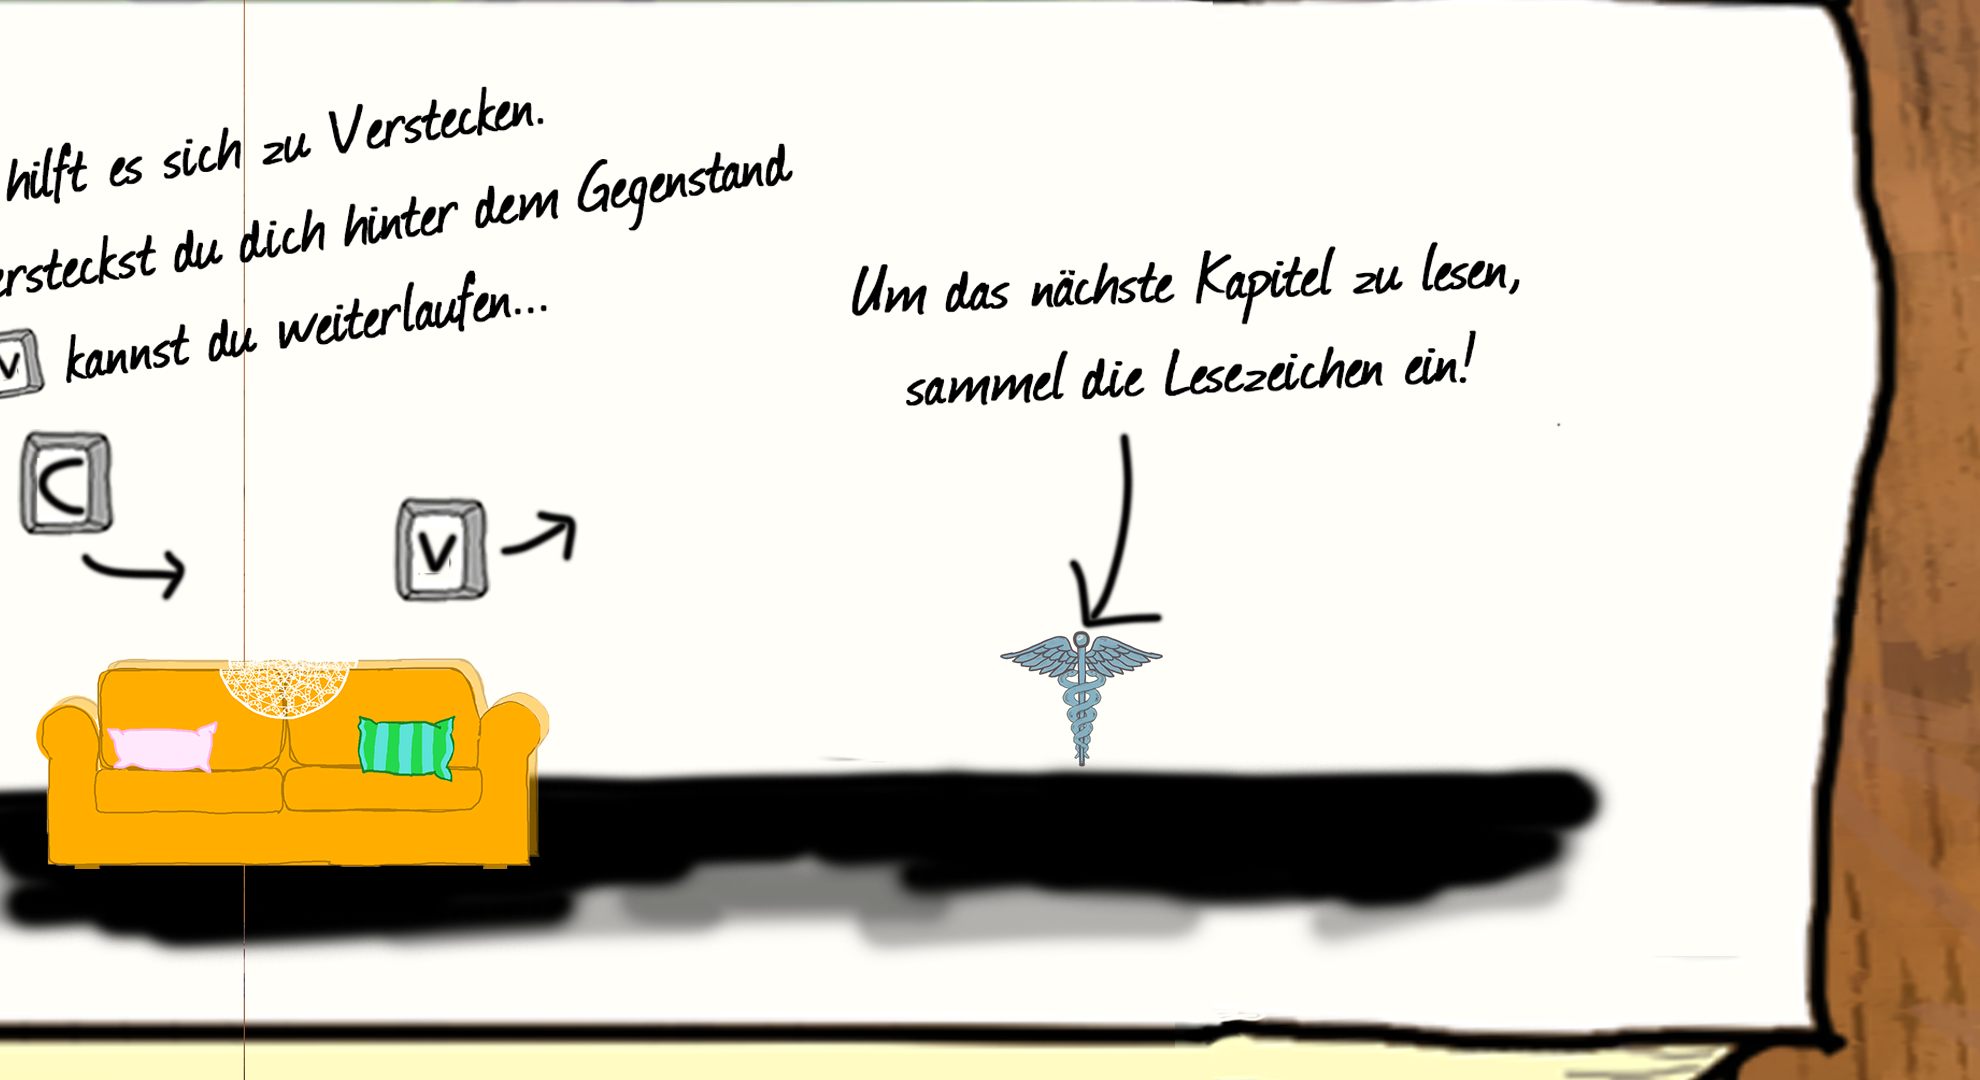 hilft es sich zu Verstecken.
ersteckst du dich hinter dem Gegenstand
V kannst du weiterlaufen...
Um das nächste Kapitel zu lesen,
sammel die Lesezeichen ein!
C
V